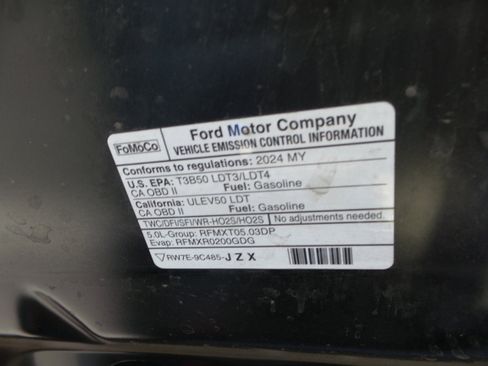 FoMoCo
Ford Motor Company
VEHICLE EMISSION CONTROL INFORMATION
Conforms to regulations: 2024 MY
U.S. EPA: T3B50 LDT3/LDT4
CA OBD II Fuel: Gasoline
California: ULEV50 LDT
CA OBD II Fuel: Gasoline
TWC/DFI/SFI/WR-HO2S/HO2S No adjustments needed.
5.0L-Group: RFMXT05.03DP
Evap: RFMXR0200GDG
RW7E-9C485-JZX